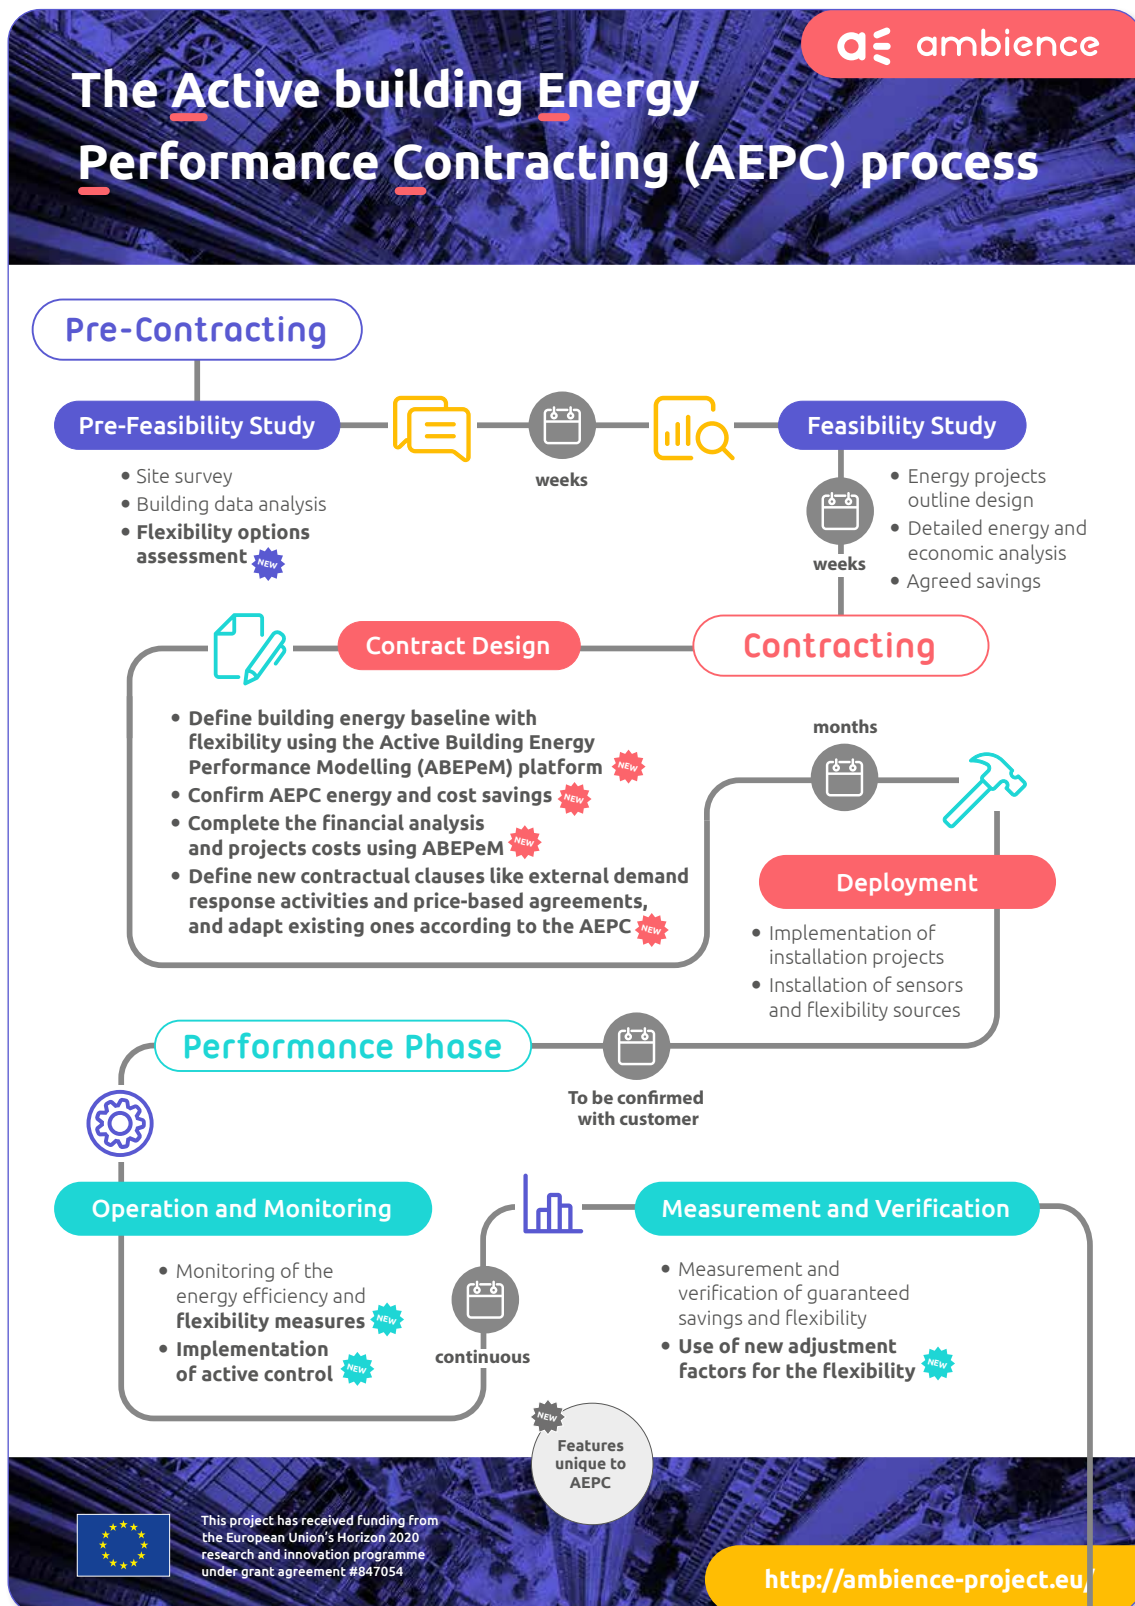 ambience
The Active building Energy
Performance Contracting (AEPC) process
Pre-Contracting
Pre-Feasibility Study
weeks
Feasibility Study
• Site survey
• Building data analysis
• Flexibility options
assessment NEW
weeks
• Energy projects
outline design
• Detailed energy and
economic analysis
• Agreed savings
Contracting
Contract Design
• Define building energy baseline with
flexibility using the Active Building Energy
Performance Modelling (ABEPeM) platform NEW
• Confirm AEPC energy and cost savings NEW
• Complete the financial analysis
and projects costs using ABEPeM NEW
• Define new contractual clauses like external demand
response activities and price-based agreements,
and adapt existing ones according to the AEPC NEW
months
Deployment
• Implementation of
installation projects
• Installation of sensors
and flexibility sources
Performance Phase
To be confirmed
with customer
Operation and Monitoring
• Monitoring of the
energy efficiency and
flexibility measures NEW
• Implementation
of active control NEW
continuous
Measurement and Verification
• Measurement and
verification of guaranteed
savings and flexibility
• Use of new adjustment
factors for the flexibility NEW
NEW
Features
unique to
AEPC
This project has received funding from
the European Union's Horizon 2020
research and innovation programme
under grant agreement #847054
http://ambience-project.eu/